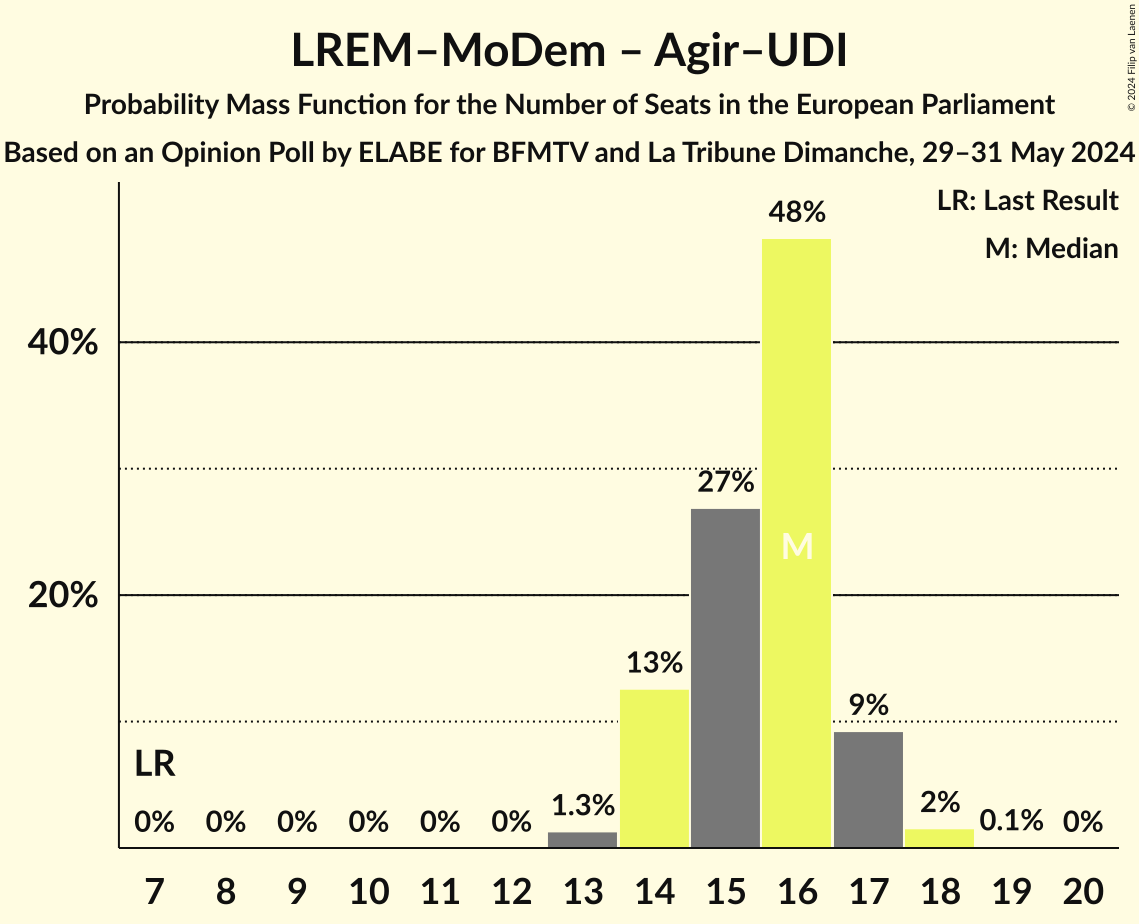 LREM–MoDem – Agir–UDI
Probability Mass Function for the Number of Seats in the European Parliament
Based on an Opinion Poll by ELABE for BFMTV and La Tribune Dimanche, 29–31 May 2024
© 2024 Filip van Laenen
LR: Last Result
M: Median
48%
40%
27%
M
20%
13%
9%
LR
0% 0% 0% 0% 0% 0% 1.3% 2% 0.1% 0%
7 8 9 10 11 12 13 14 15 16 17 18 19 20